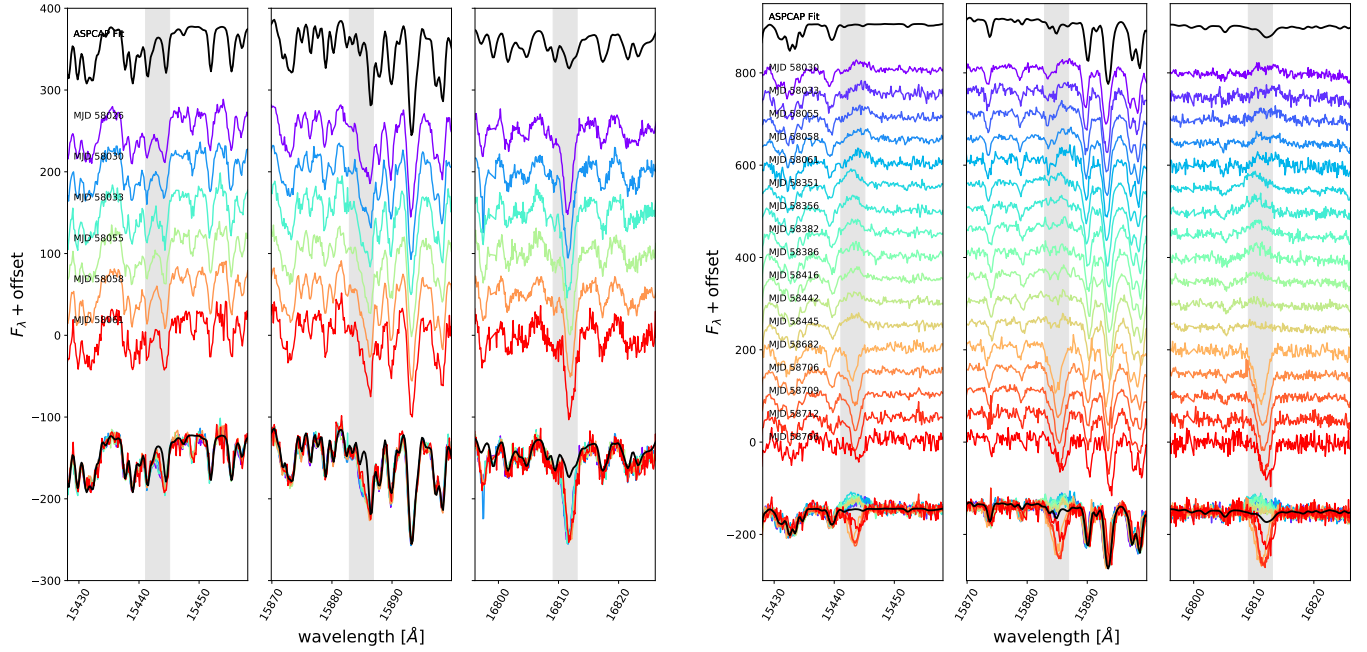 ASPCAP Fit
MJD 58026
MJD 58030
MJD 58033
MJD 58055
MJD 58058
MJD 58061
400
300
200
100
0
−100
−200
−300
Fλ + offset
15430
15440
15450
15870
15880
15890
16800
16810
16820
wavelength [Å]
ASPCAP Fit
MJD 58030
MJD 58033
MJD 58055
MJD 58058
MJD 58061
MJD 58351
MJD 58356
MJD 58382
MJD 58386
MJD 58416
MJD 58442
MJD 58445
MJD 58682
MJD 58706
MJD 58709
MJD 58712
800
600
400
200
0
−200
Fλ + offset
15430
15440
15450
15870
15880
15890
16800
16810
16820
wavelength [Å]